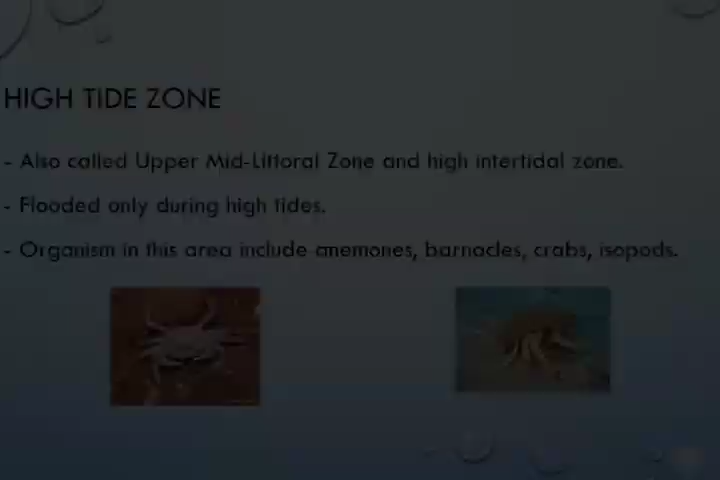 HIGH TIDE ZONE
- Also called Upper Mid-Littoral Zone and high intertidal zone.
- Flooded only during high tides.
- Organism in this area include anemones, barnacles, crabs, isopods.